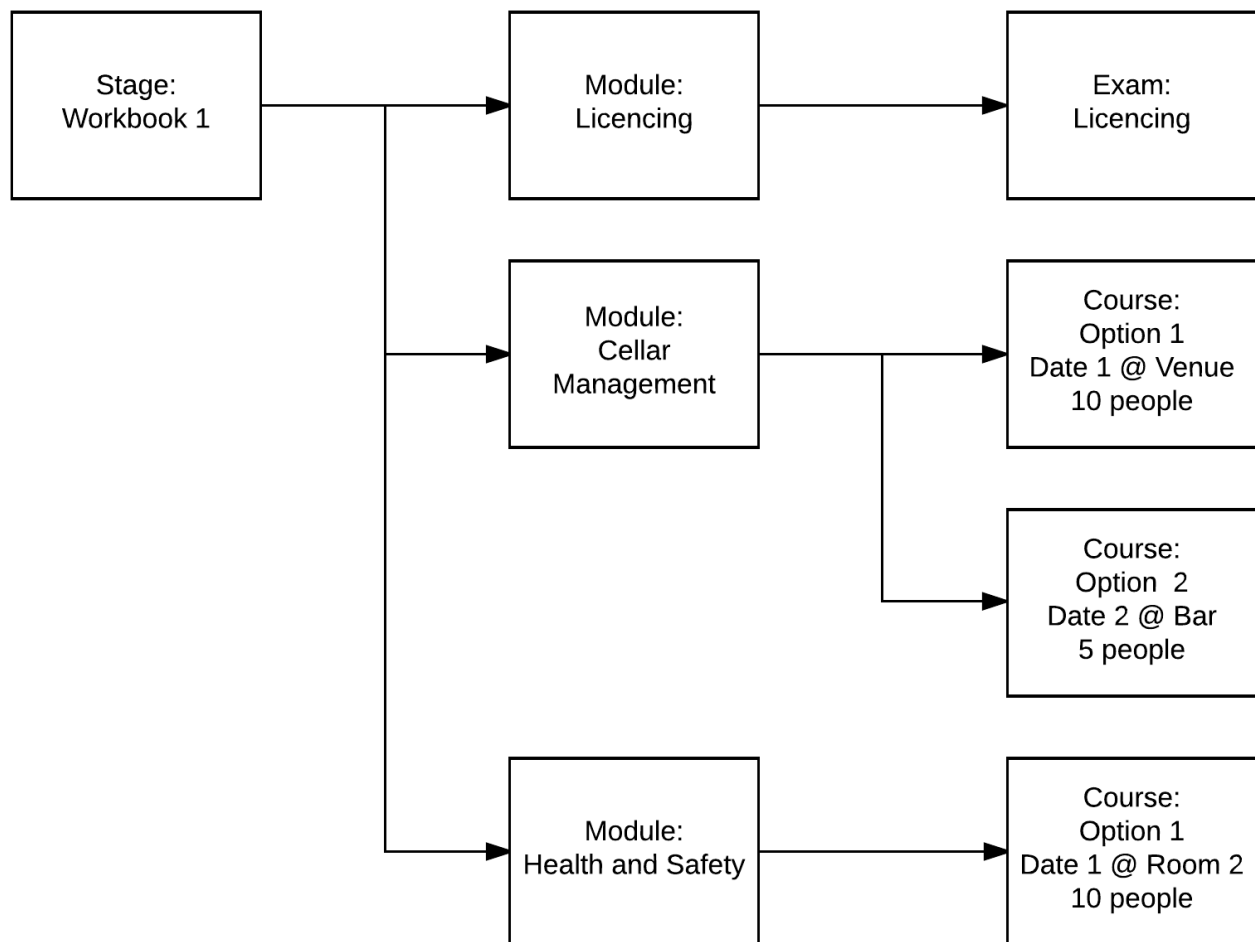 Stage:
Workbook 1
Module:
Licencing
Exam:
Licencing
Module:
Cellar
Management
Course:
Option 1
Date 1 @ Venue
10 people
Course:
Option  2
Date 2 @ Bar
5 people
Module:
Health and Safety
Course:
Option 1
Date 1 @ Room 2
10 people